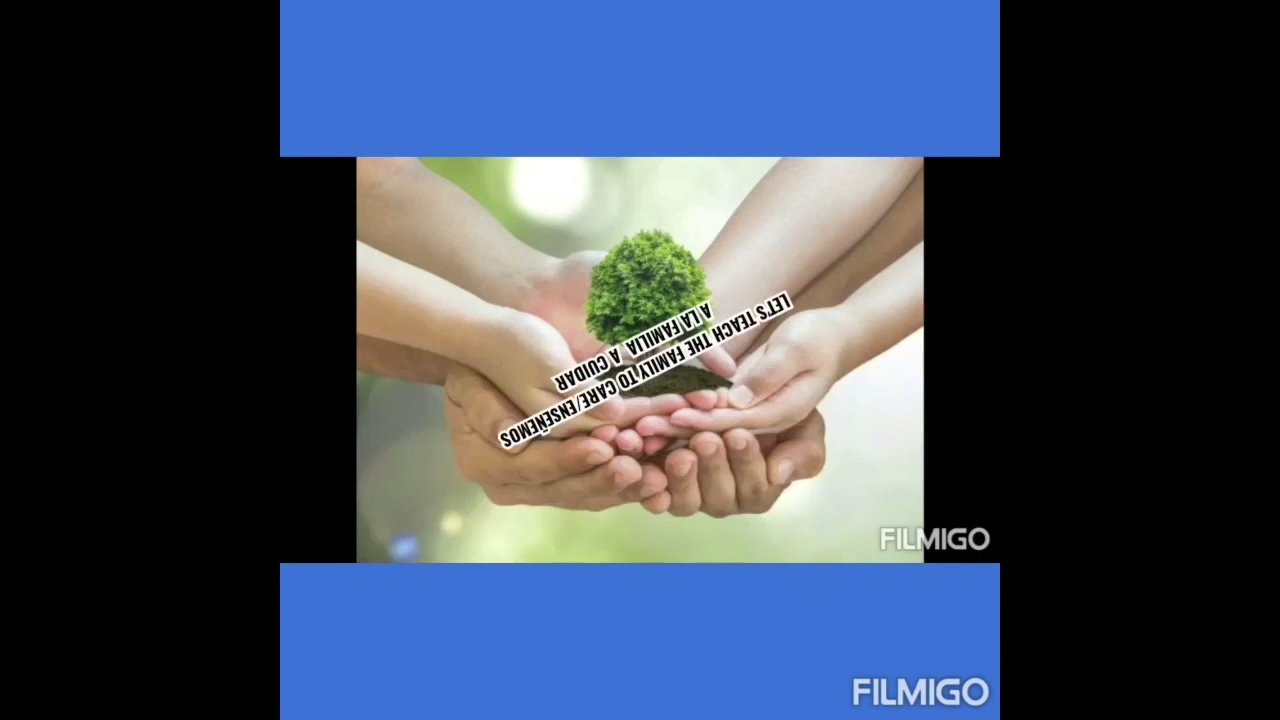 LET'S TEACH THE FAMILY TO CARE/ENSEÑEMOS
A LA FAMILIA A CUIDAR
FILMIGO
FILMIGO